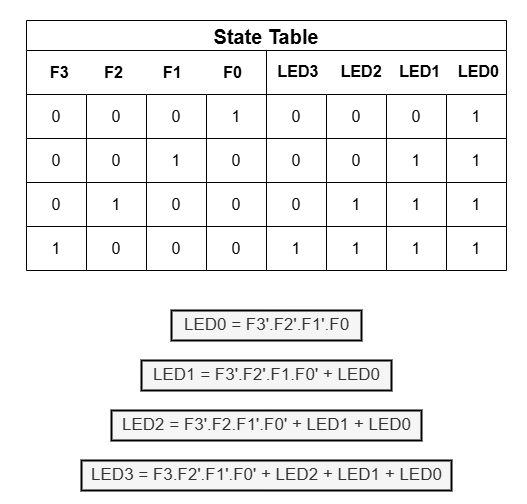 State Table
F3 F2 F1 F0 LED3 LED2 LED1 LED0
0 0 0 1 0 0 0 1
0 0 1 0 0 0 1 1
0 1 0 0 0 1 1 1
1 0 0 0 1 1 1 1
LED0 = F3'.F2'.F1'.F0
LED1 = F3'.F2'.F1.F0' + LED0
LED2 = F3'.F2.F1'.F0' + LED1 + LED0
LED3 = F3.F2'.F1'.F0' + LED2 + LED1 + LED0